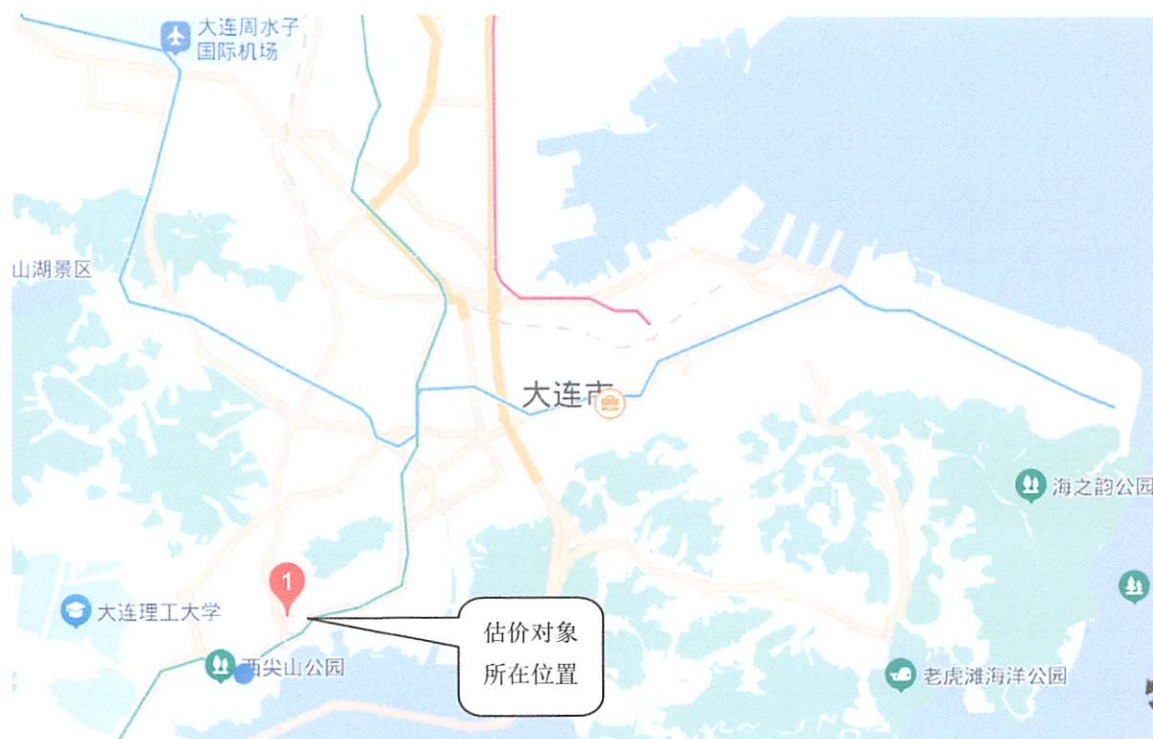 大连周水子
国际机场
山湖景区
大连市
海之韵公园
1
大连理工大学
估价对象
所在位置
西尖山公园
老虎滩海洋公园